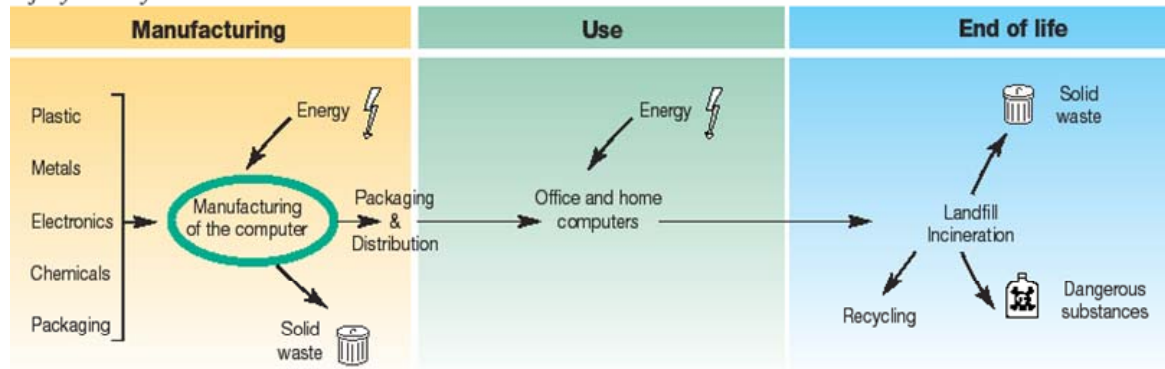 Manufacturing
Use
End of life
Plastic
Metals
Electronics
Chemicals
Packaging
Energy
Manufacturing
of the computer
Packaging
&
Distribution
Solid
waste
Energy
Office and home
computers
Landfill
Incineration
Solid
waste
Recycling
Dangerous
substances